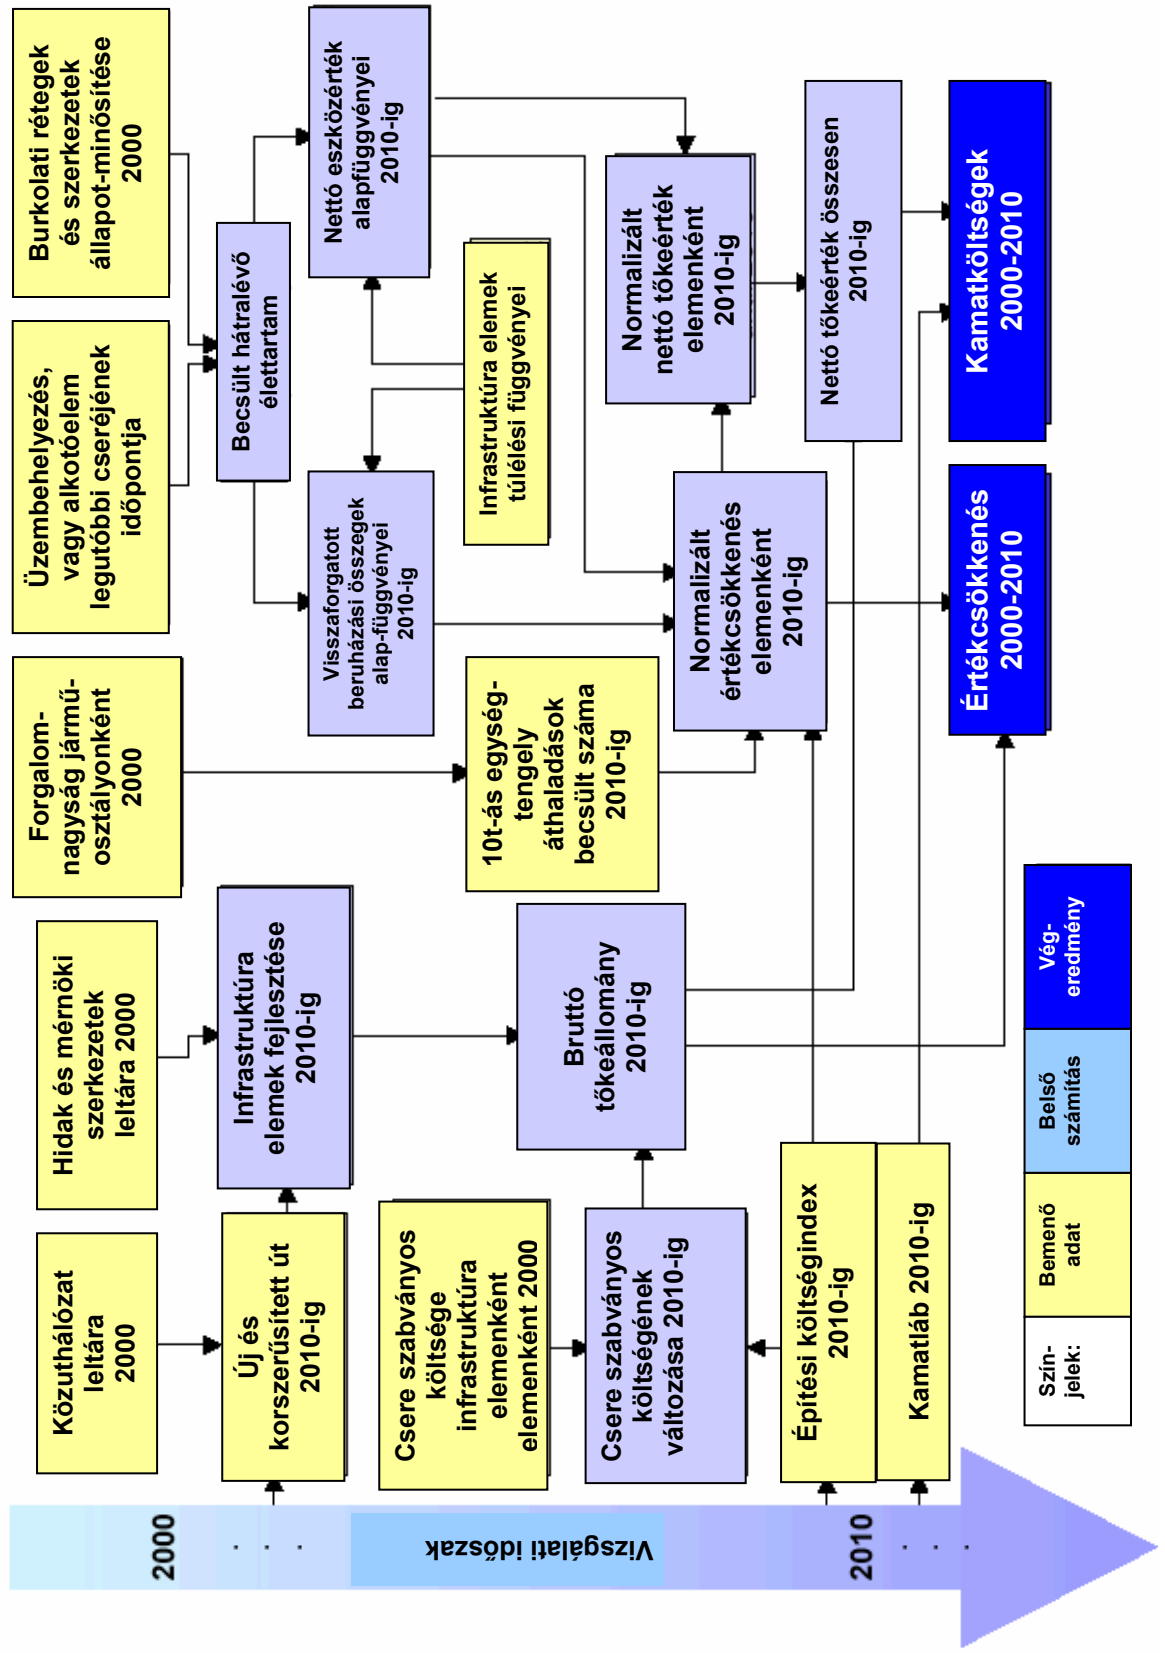 Közúthálózat
leltára
2000
Hidak és mérnöki
szerkezetek
leltára 2000
Forgalom-
nagyság jármű-
osztályonként
2000
Üzembehelyezés,
vagy alkotóelem
legutóbbi cseréjének
időpontja
Burkolati rétegek
és szerkezetek
állapot-minősítése
2000
2000
. . .
Új és
korszerűsített út
2010-ig
Infrastruktúra
elemek fejlesztése
2010-ig
Becsült hátralévő
élettartam
Visszaforgatott
beruházási összegek
alap-függvényei
2010-ig
Nettó eszközérték
alapfüggvényei
2010-ig
Vizsgálati időszak
Csere szabványos
költsége
infrastruktúra
elemenként
elemenként 2000
10t-ás egység-
tengely
áthaladások
becsült száma
2010-ig
Infrastruktúra elemek
túlélési függvényei
Csere szabványos
költségének
változása 2010-ig
Bruttó
tőkeállomány
2010-ig
Normalizált
értékcsökkenés
elemenként
2010-ig
Normalizált
nettó tőkeérték
elemenként
2010-ig
2010
. . .
Építési költségindex
2010-ig
Kamatláb 2010-ig
Nettó tőkeérték összesen
2010-ig
Értékcsökkenés
2000-2010
Kamatköltségek
2000-2010
Szín-
jelek:
Bemenő
adat
Belső
számítás
Vég-
eredmény